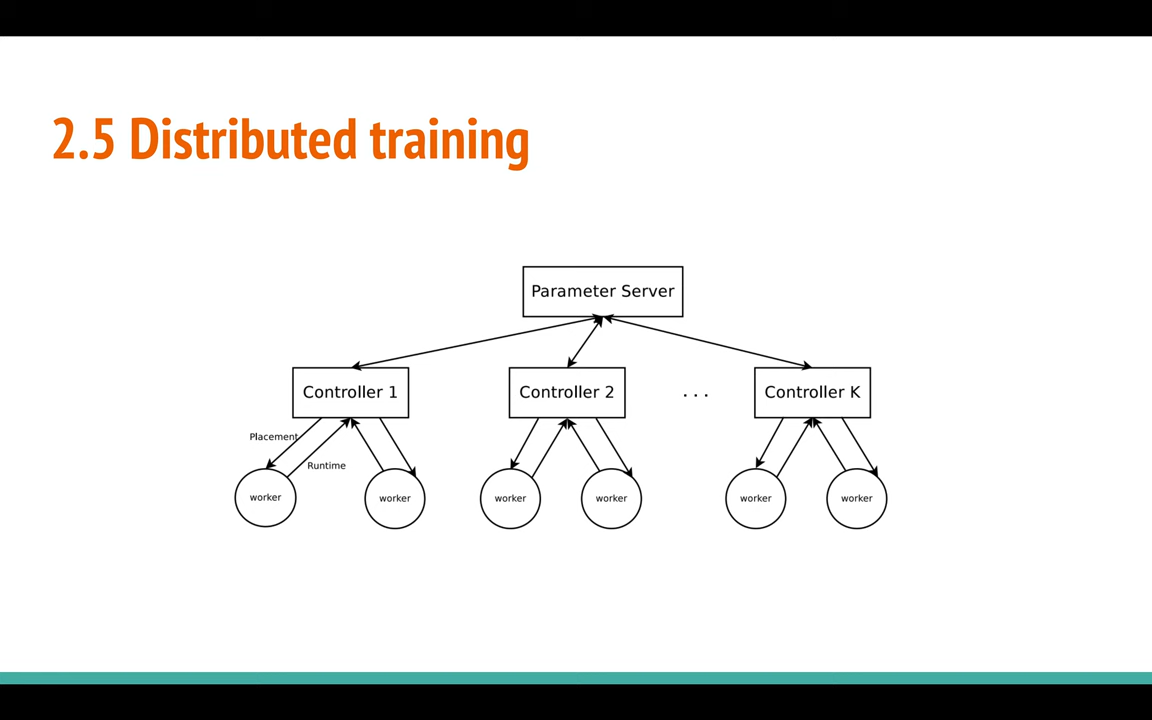 2.5 Distributed training
Parameter Server
Controller 1
Controller 2
...
Controller K
Placement
Runtime
worker
worker
worker
worker
worker
worker